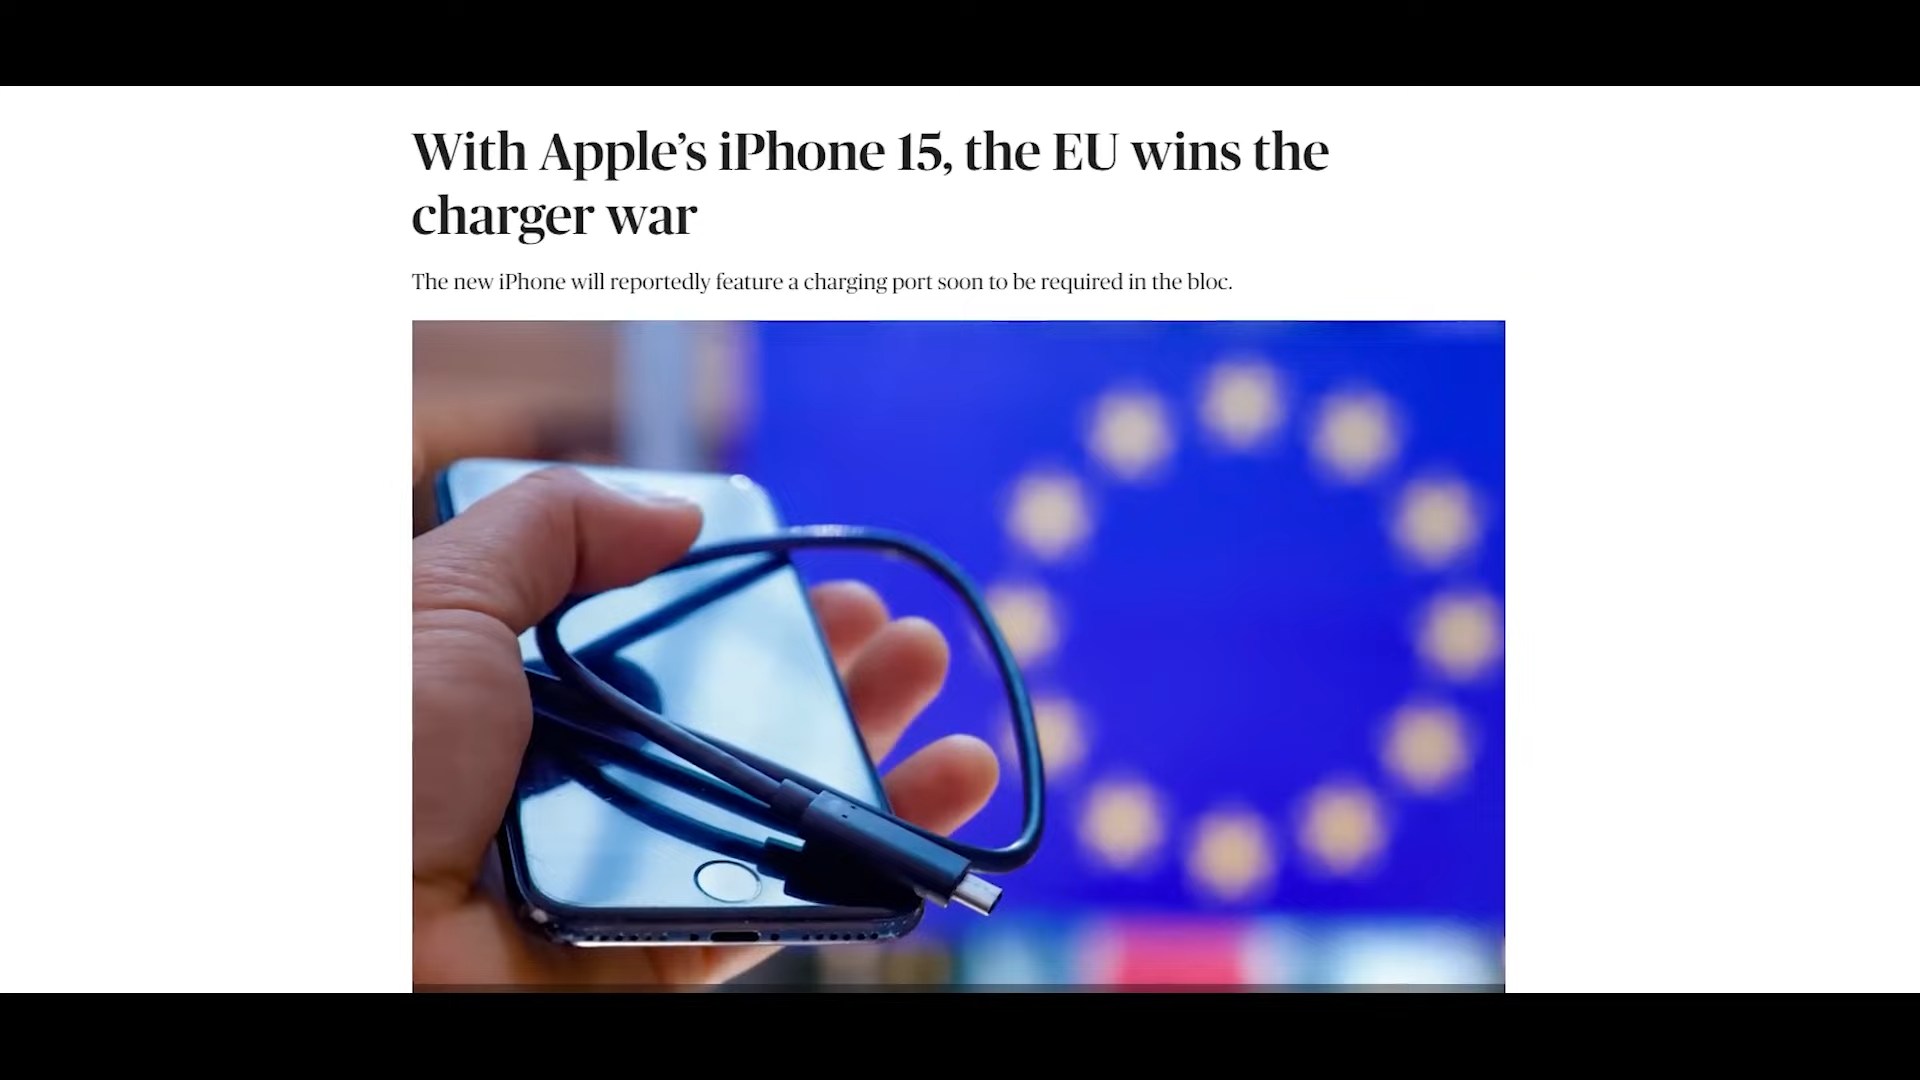 With Apple’s iPhone 15, the EU wins the
charger war
The new iPhone will reportedly feature a charging port soon to be required in the bloc.